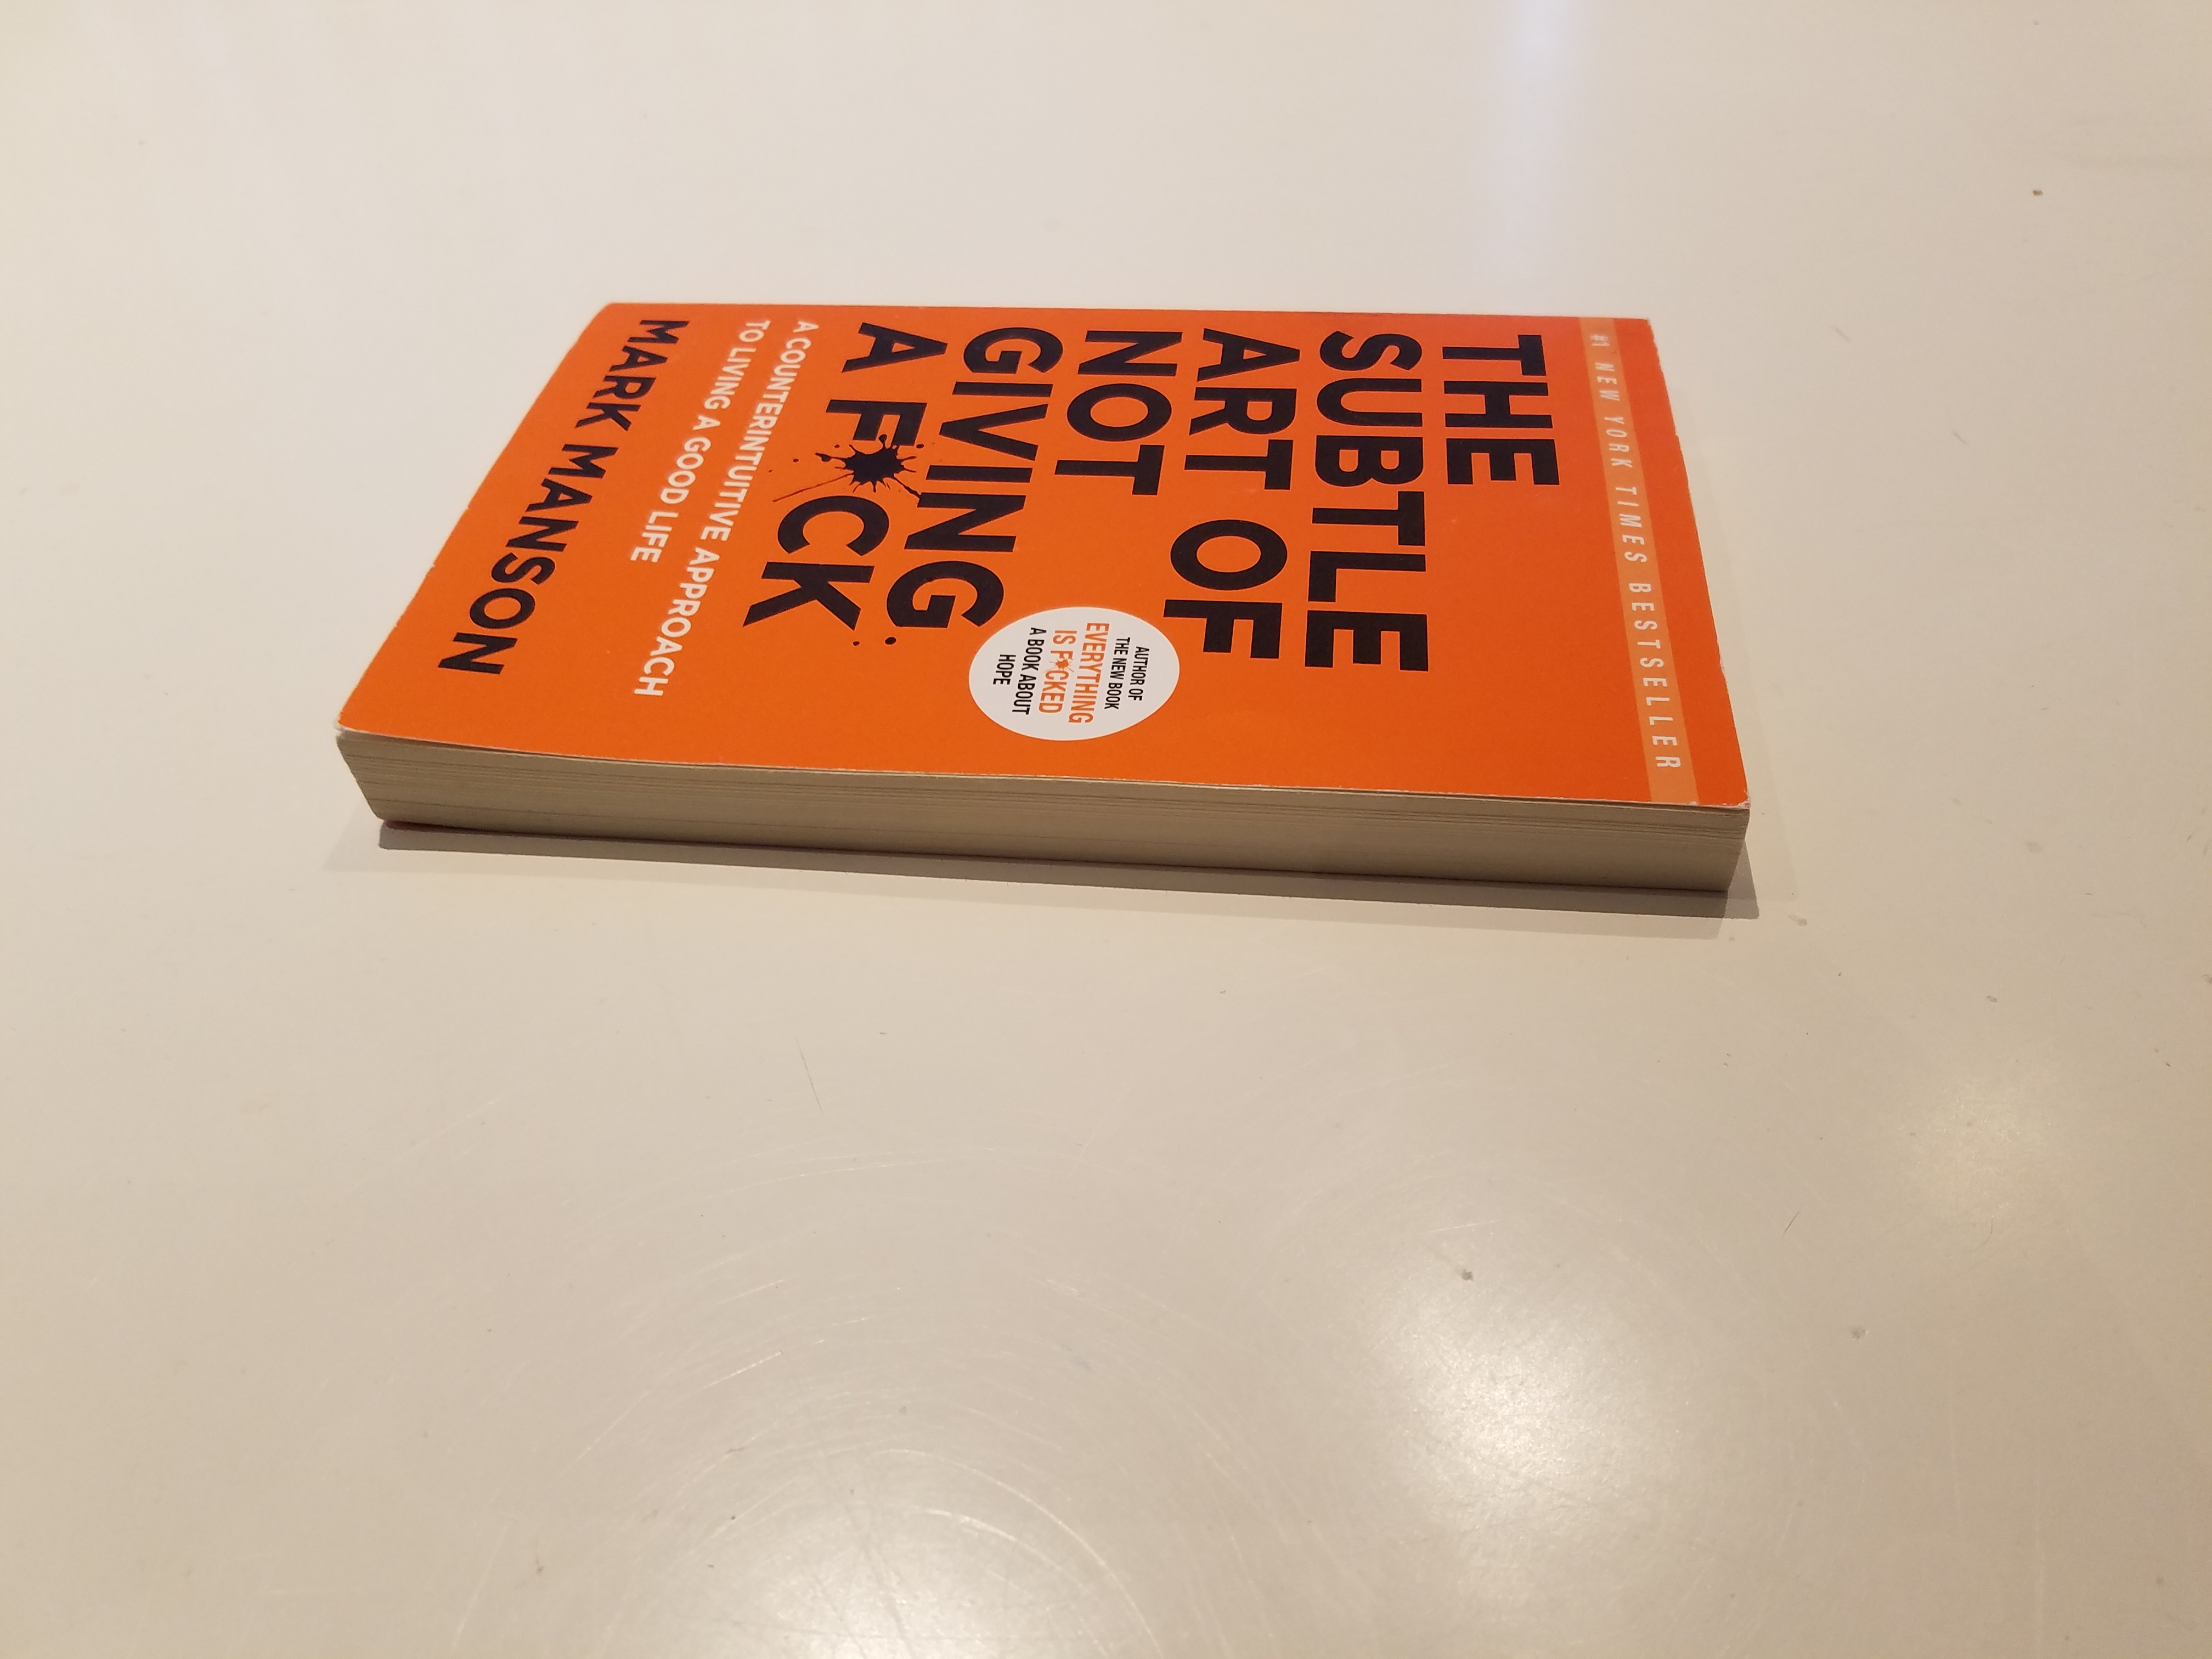 #1 NEW YORK TIMES BESTSELLER
THE
SUBTLE
ART OF
NOT
GIVING
A F CK
AUTHOR OF
THE NEW BOOK
EVERYTHING
IS F*CKED
A BOOK ABOUT
HOPE
A COUNTERINTUITIVE APPROACH
TO LIVING A GOOD LIFE
MARK MANSON